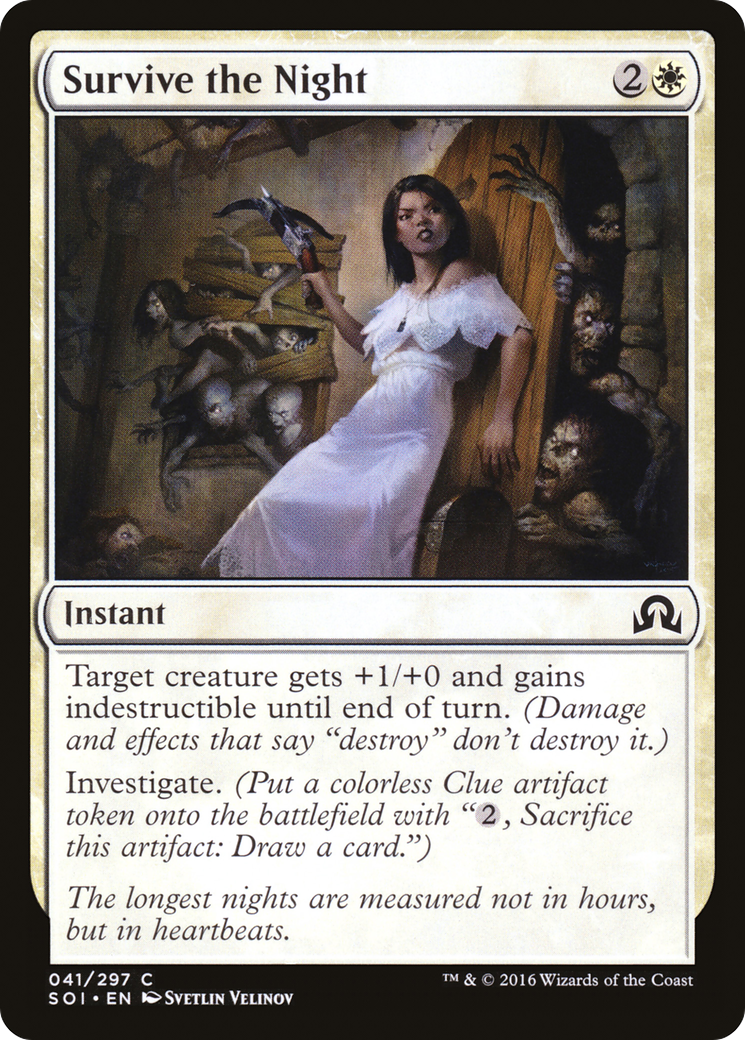 Survive the Night 2
Instant
Target creature gets +1/+0 and gains
indestructible until end of turn. (Damage
and effects that say “destroy” don’t destroy it.)
Investigate. (Put a colorless Clue artifact
token onto the battlefield with “2, Sacrifice
this artifact: Draw a card.”)
The longest nights are measured not in hours,
but in heartbeats.
041/297 C
SOI • EN Svetlin Velinov
™ & © 2016 Wizards of the Coast